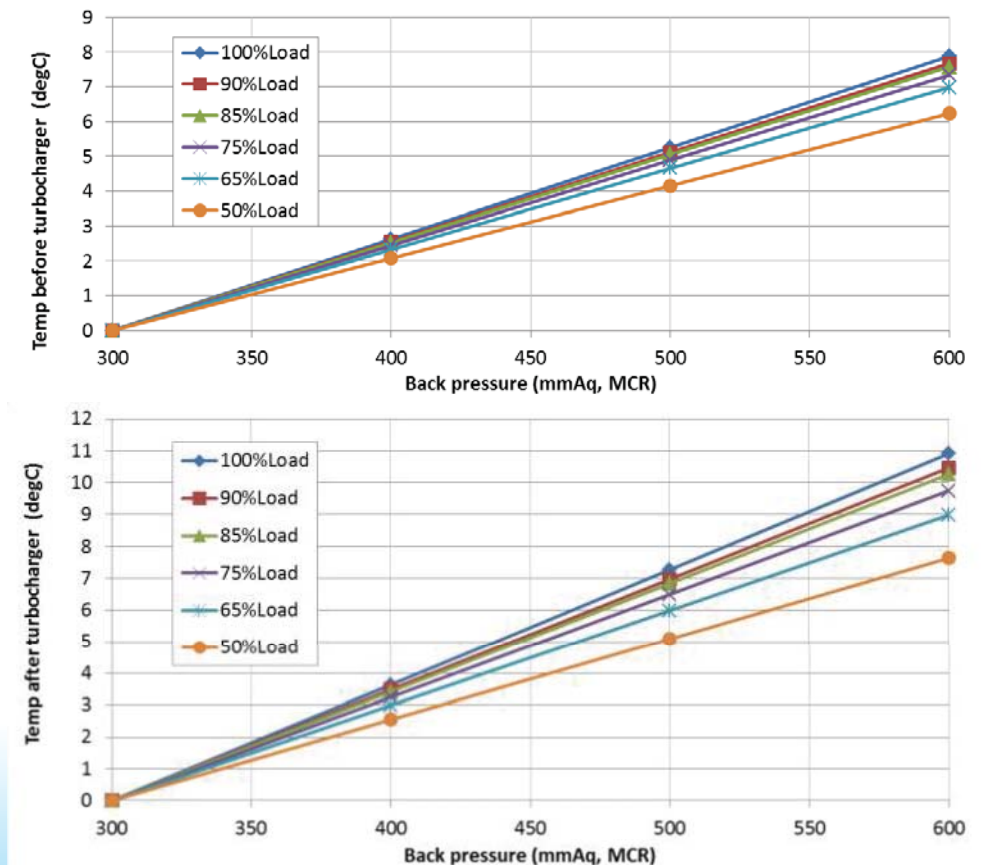 Temp before turbocharger (degC)
9
8
7
6
5
4
3
2
1
0
100%Load
90%Load
85%Load
75%Load
65%Load
50%Load
300
350
400
450
500
550
600
Back pressure (mmAq, MCR)
Temp after turbocharger (degC)
12
11
10
9
8
7
6
5
4
3
2
1
0
100%Load
90%Load
85%Load
75%Load
65%Load
50%Load
300
350
400
450
500
550
600
Back pressure (mmAq, MCR)